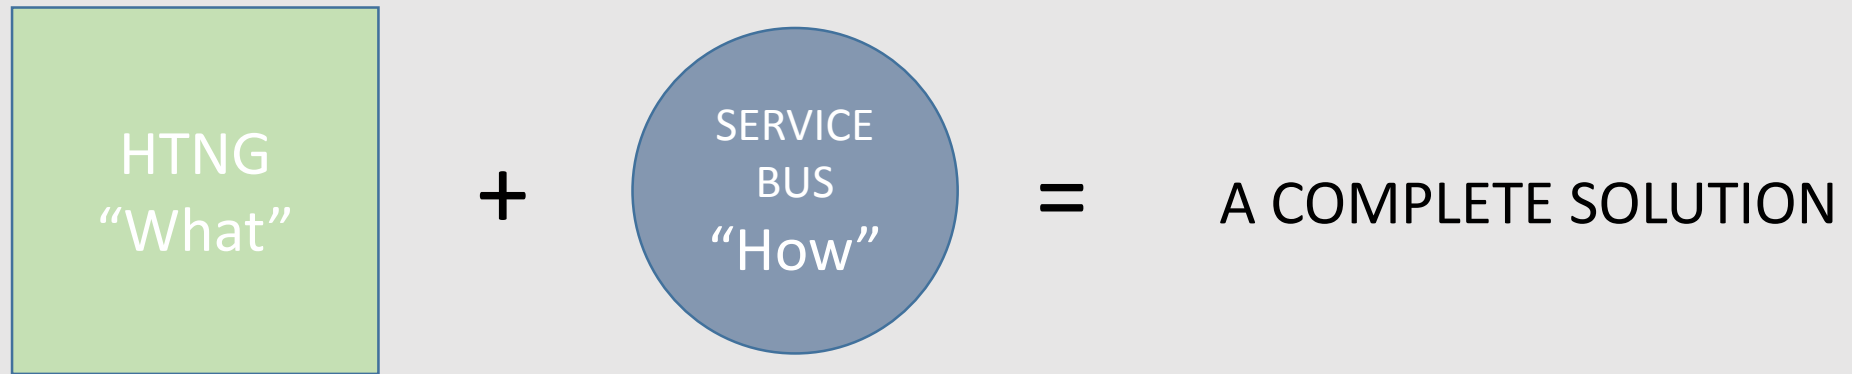 HTNG
“What”
+
SERVICE
BUS
“How”
=
A COMPLETE SOLUTION